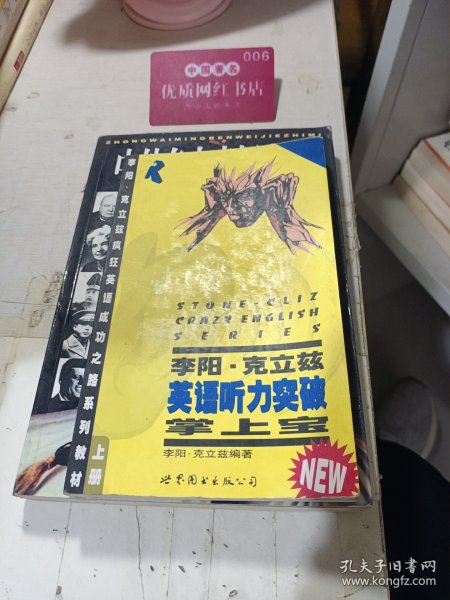 006
中国著名
优质网红书店
ZHONGWAIMINGRENWEIJIEZHIMI
李阳·克立兹疯狂英语成功之路系列教材
上册
STONE-CLIZ
CRAZY ENGLISH
SERIES
李阳·克立兹
英语听力突破
掌上宝
李阳·克立兹编著
世界图书出版公司
NEW
孔夫子旧书网
www.kongfz.com